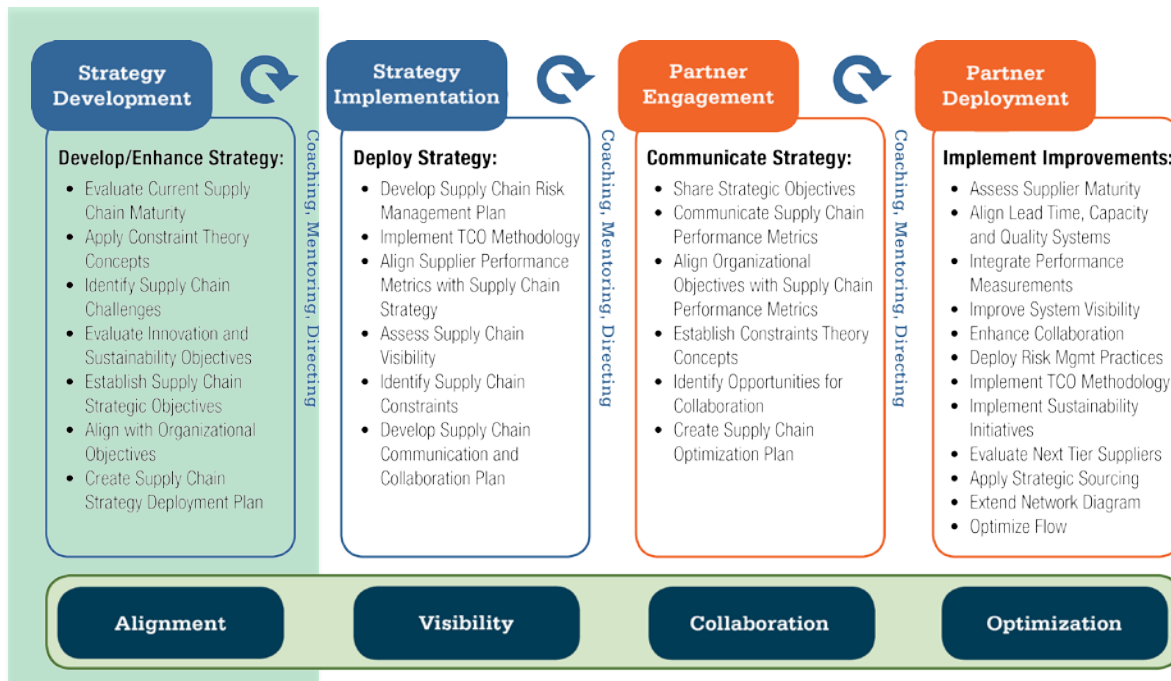 Strategy
Development
Develop/Enhance Strategy:
• Evaluate Current Supply
Chain Maturity
• Apply Constraint Theory
Concepts
• Identify Supply Chain
Challenges
• Evaluate Innovation and
Sustainability Objectives
• Establish Supply Chain
Strategic Objectives
• Align with Organizational
Objectives
• Create Supply Chain
Strategy Deployment Plan
Coaching, Mentoring, Directing
Strategy
Implementation
Deploy Strategy:
• Develop Supply Chain Risk
Management Plan
• Implement TCO Methodology
• Align Supplier Performance
Metrics with Supply Chain
Strategy
• Assess Supply Chain
Visibility
• Identify Supply Chain
Constraints
• Develop Supply Chain
Communication and
Collaboration Plan
Coaching, Mentoring, Directing
Partner
Engagement
Communicate Strategy:
• Share Strategic Objectives
• Communicate Supply Chain
Performance Metrics
• Align Organizational
Objectives with Supply Chain
Performance Metrics
• Establish Constraints Theory
Concepts
• Identify Opportunities for
Collaboration
• Create Supply Chain
Optimization Plan
Coaching, Mentoring, Directing
Partner
Deployment
Implement Improvements:
• Assess Supplier Maturity
• Align Lead Time, Capacity
and Quality Systems
• Integrate Performance
Measurements
• Improve System Visibility
• Enhance Collaboration
• Deploy Risk Mgmt Practices
• Implement TCO Methodology
• Implement Sustainability
Initiatives
• Evaluate Next Tier Suppliers
• Apply Strategic Sourcing
• Extend Network Diagram
• Optimize Flow
Alignment
Visibility
Collaboration
Optimization